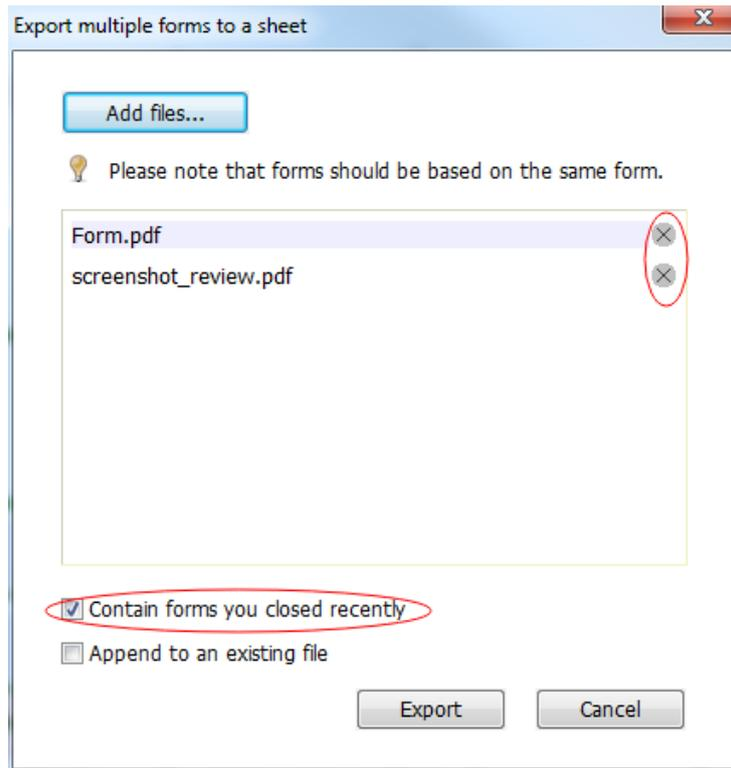 Export multiple forms to a sheet
Add files...
Please note that forms should be based on the same form.
Form.pdf
screenshot_review.pdf
Contain forms you closed recently
Append to an existing file
Export Cancel